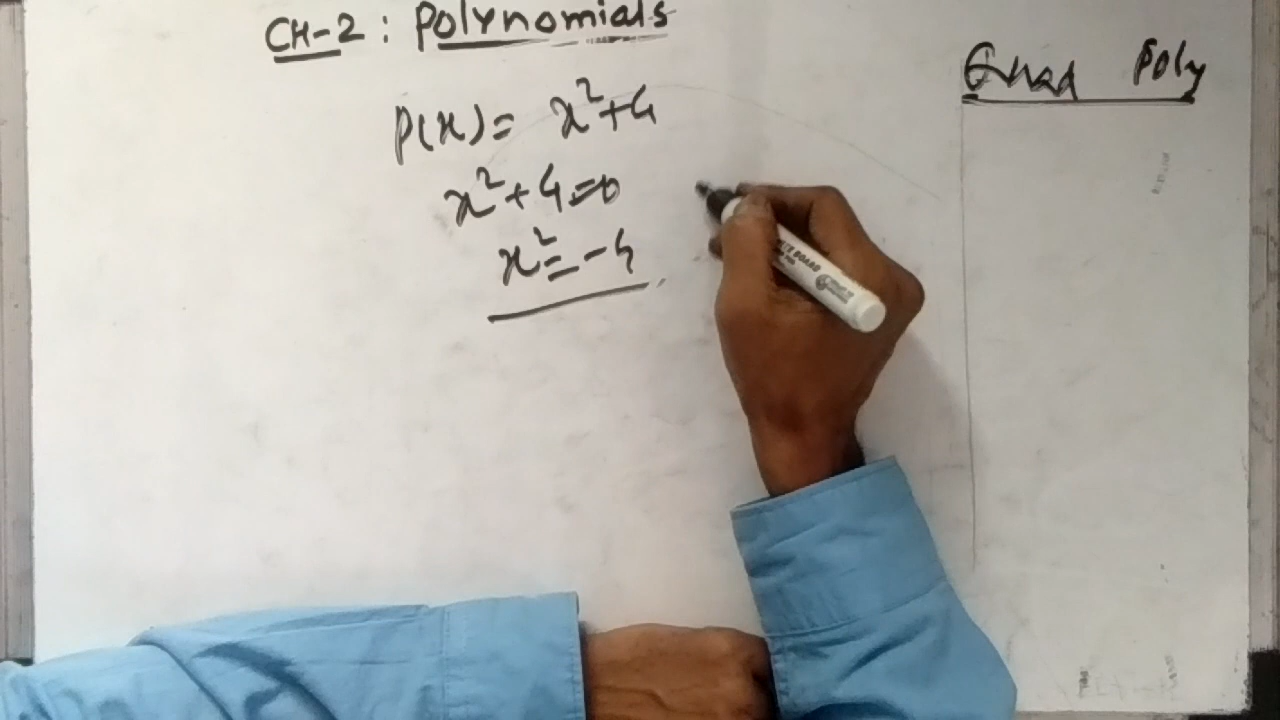 CH-2 : Polynomials
P(x) = x² + 4
x² + 4 = 0
x² = -4
Quad Poly